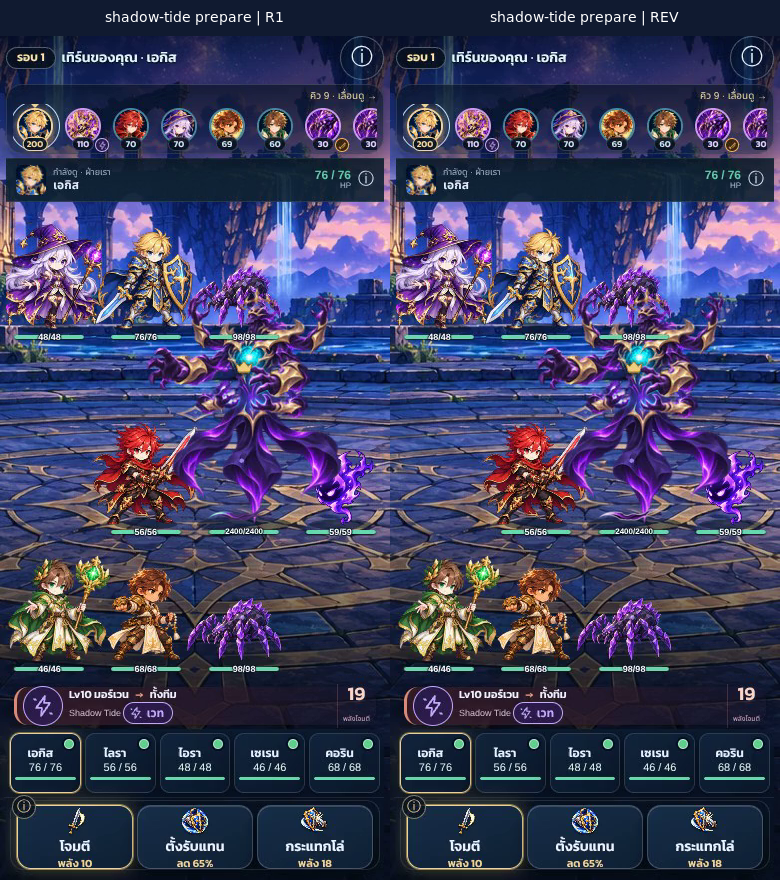 shadow-tide prepare | R1
รอบ 1 เทิร์นของคุณ · เอกิส
คิว 9 · เลื่อนดู →
200 110 70 70 69 60 30 30
กำลังดู · ฝ่ายเรา
เอกิส
76 / 76
HP
48/48 76/76 98/98
56/56 2400/2400 59/59
46/46 68/68 98/98
Lv10 มอร์เวน → ทั้งทีม
Shadow Tide เวท
19
พลังโจมตี
เอกิส ไลรา ไอรา เซเรน คอริน
76 / 76 56 / 56 48 / 48 46 / 46 68 / 68
โจมตี ตั้งรับแทน กระแทกโล่
พลัง 10 ลด 65% พลัง 18
shadow-tide prepare | REV
รอบ 1 เทิร์นของคุณ · เอกิส
คิว 9 · เลื่อนดู →
200 110 70 70 69 60 30 30
กำลังดู · ฝ่ายเรา
เอกิส
76 / 76
HP
48/48 76/76 98/98
56/56 2400/2400 59/59
46/46 68/68 98/98
Lv10 มอร์เวน → ทั้งทีม
Shadow Tide เวท
19
พลังโจมตี
เอกิส ไลรา ไอรา เซเรน คอริน
76 / 76 56 / 56 48 / 48 46 / 46 68 / 68
โจมตี ตั้งรับแทน กระแทกโล่
พลัง 10 ลด 65% พลัง 18